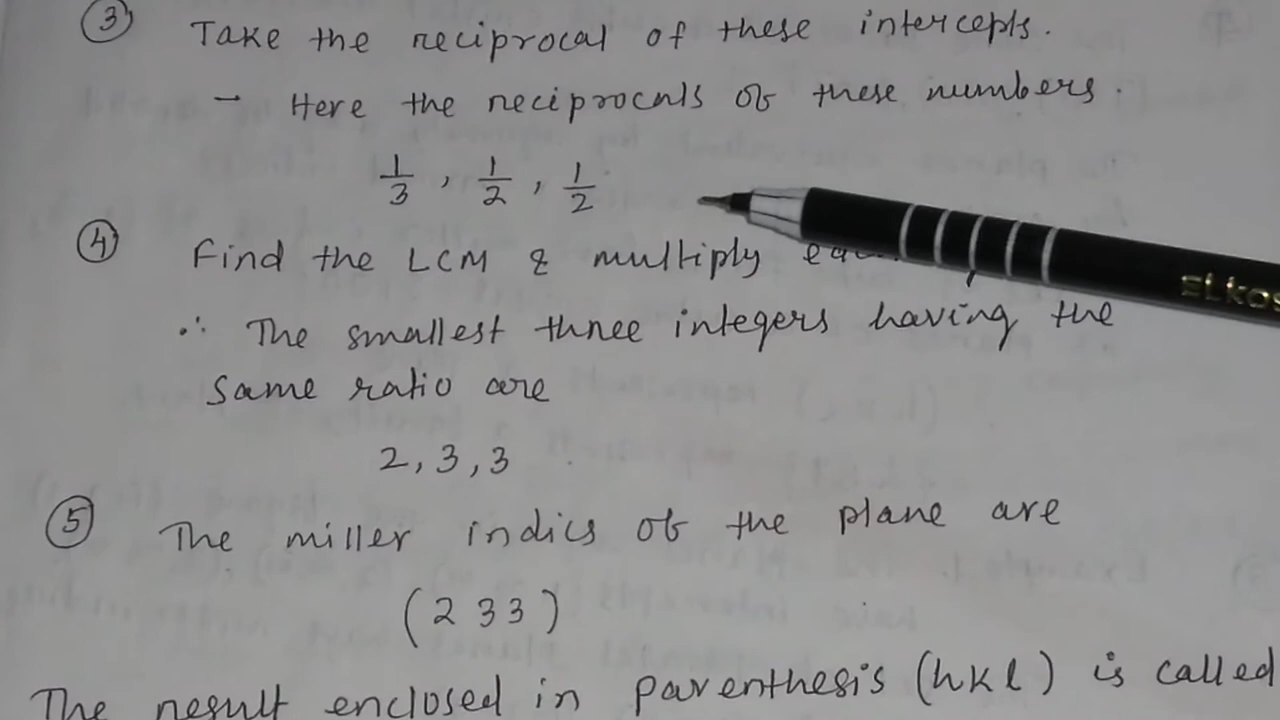 ③ Take the reciprocal of these intercepts.
→ Here the reciprocals of these numbers.
1/3, 1/2, 1/2
④ Find the LCM & multiply
∴ The smallest three integers having the
same ratio are
2, 3, 3
⑤ The miller indics of the plane are
(2 3 3)
The result enclosed in parenthesis (h k l) is called